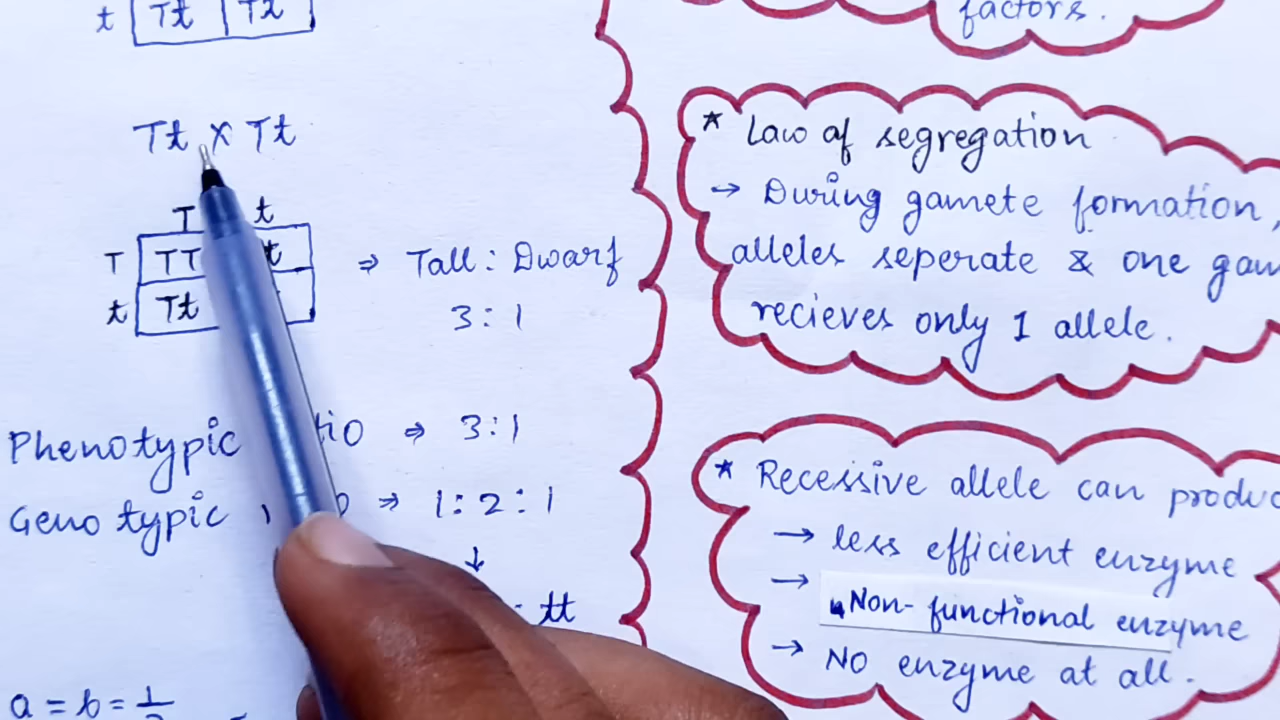 t Tt Tt
Tt X Tt
T t
T TT t
t Tt
⇒ Tall : Dwarf
3 : 1
Phenotypic tio ⇒ 3:1
Genotypic ⇒ 1:2:1
↓
tt
a = b = 1
factors.
* Law of segregation
→ During gamete formation,
alleles seperate & one gam
recieves only 1 allele.
* Recessive allele can produc
→ less efficient enzyme
→ Non-functional enzyme
→ NO enzyme at all.